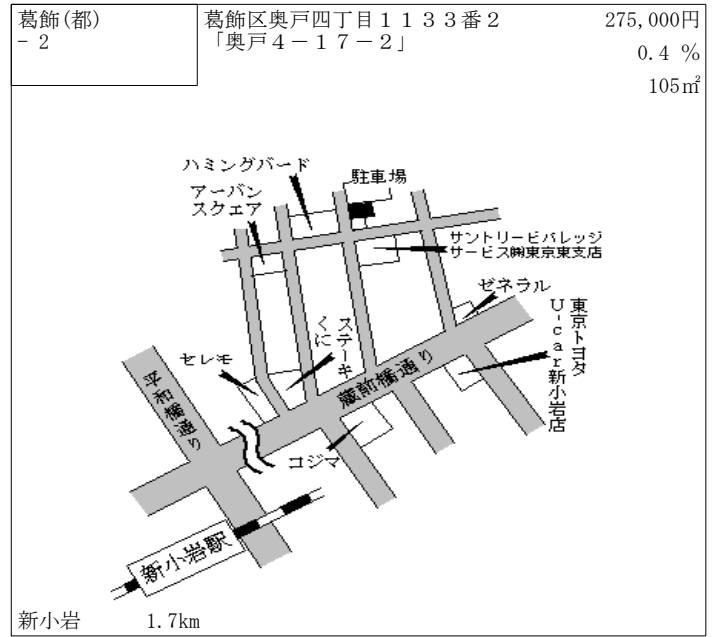 葛飾(都)
- 2
葛飾区奥戸四丁目１１３３番２
「奥戸４－１７－２」
275,000円
0.4 %
105㎡
ハミングバード
駐車場
アーバン
スクェア
サントリービバレッジ
サービス㈱東京東支店
ゼネラル
東京トヨタ
U-car新小岩店
ステーキ
くに
セレモ
蔵前橋通り
平和橋通り
コジマ
新小岩駅
新小岩 1.7km